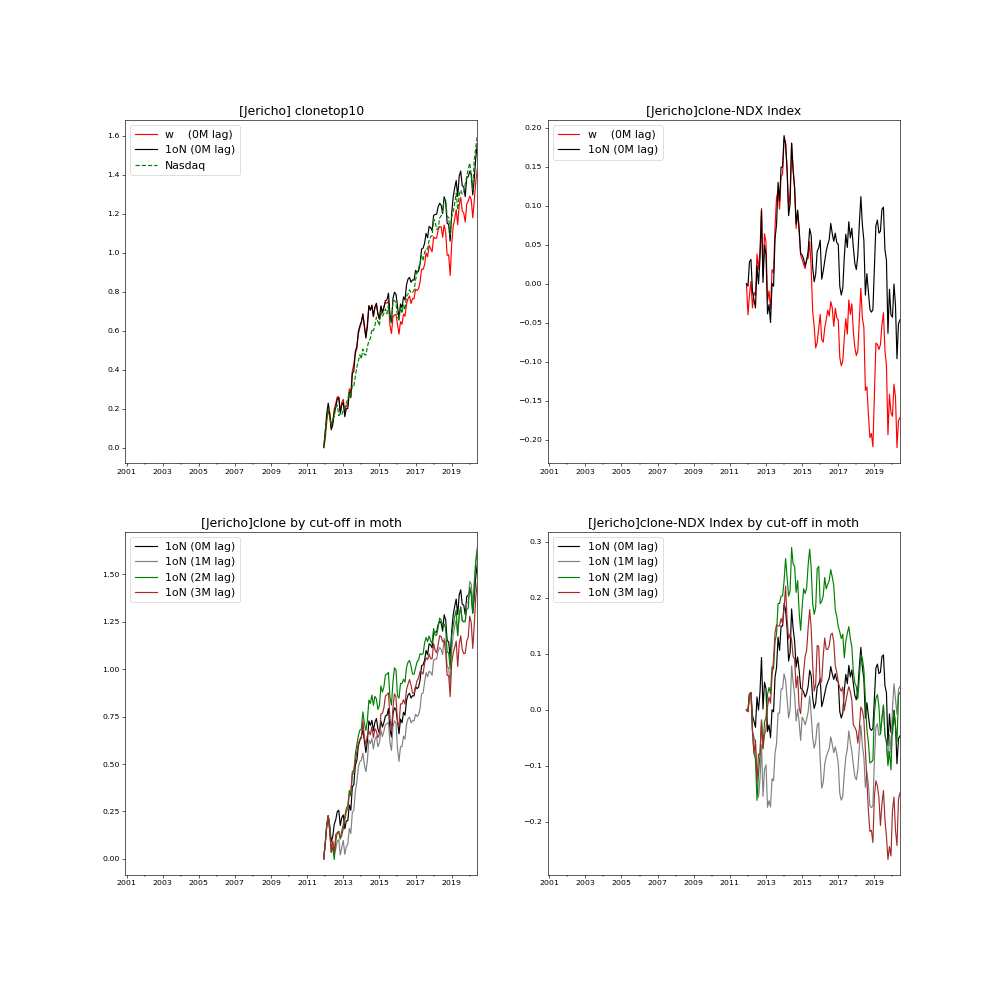 [Jericho] clonetop10
w    (0M lag)
1oN (0M lag)
Nasdaq
1.6
1.4
1.2
1.0
0.8
0.6
0.4
0.2
0.0
2001 2003 2005 2007 2009 2011 2013 2015 2017 2019
[Jericho]clone-NDX Index
w    (0M lag)
1oN (0M lag)
0.20
0.15
0.10
0.05
0.00
−0.05
−0.10
−0.15
−0.20
2001 2003 2005 2007 2009 2011 2013 2015 2017 2019
[Jericho]clone by cut-off in moth
1oN (0M lag)
1oN (1M lag)
1oN (2M lag)
1oN (3M lag)
1.50
1.25
1.00
0.75
0.50
0.25
0.00
2001 2003 2005 2007 2009 2011 2013 2015 2017 2019
[Jericho]clone-NDX Index by cut-off in moth
1oN (0M lag)
1oN (1M lag)
1oN (2M lag)
1oN (3M lag)
0.3
0.2
0.1
0.0
−0.1
−0.2
2001 2003 2005 2007 2009 2011 2013 2015 2017 2019